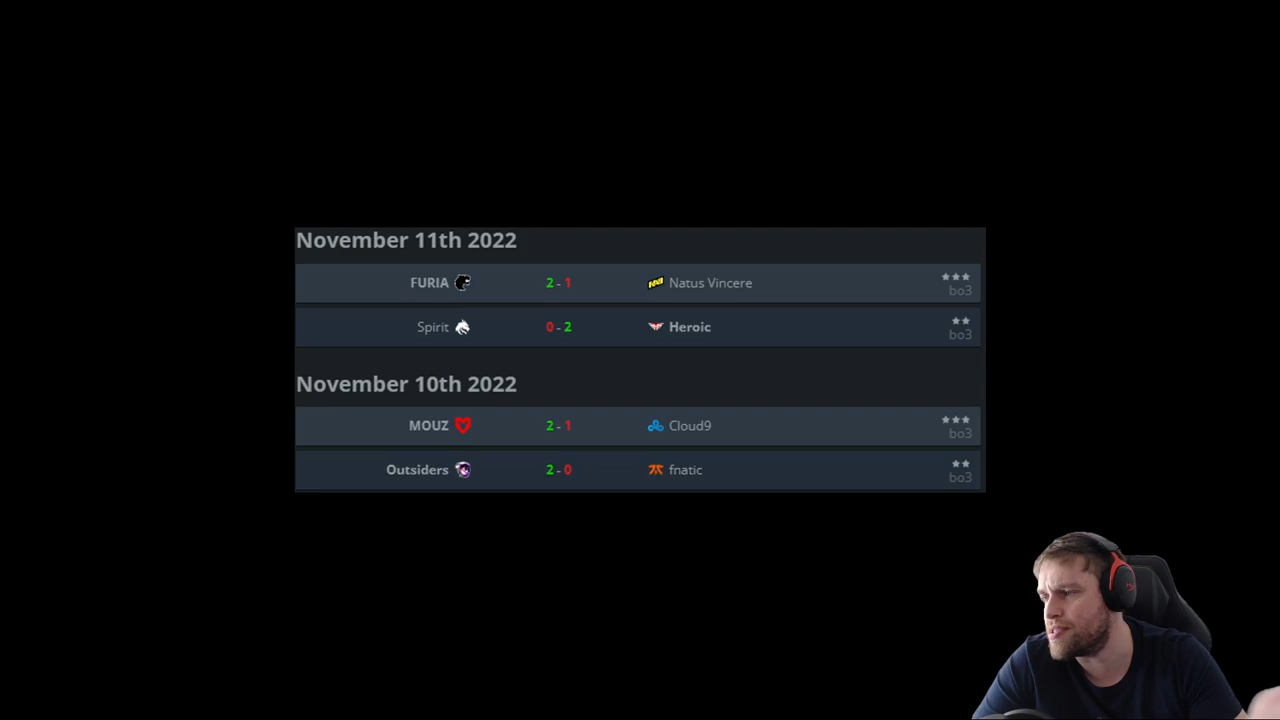 November 11th 2022
FURIA 2 - 1 Natus Vincere
bo3
Spirit 0 - 2 Heroic
bo3
November 10th 2022
MOUZ 2 - 1 Cloud9
bo3
Outsiders 2 - 0 fnatic
bo3